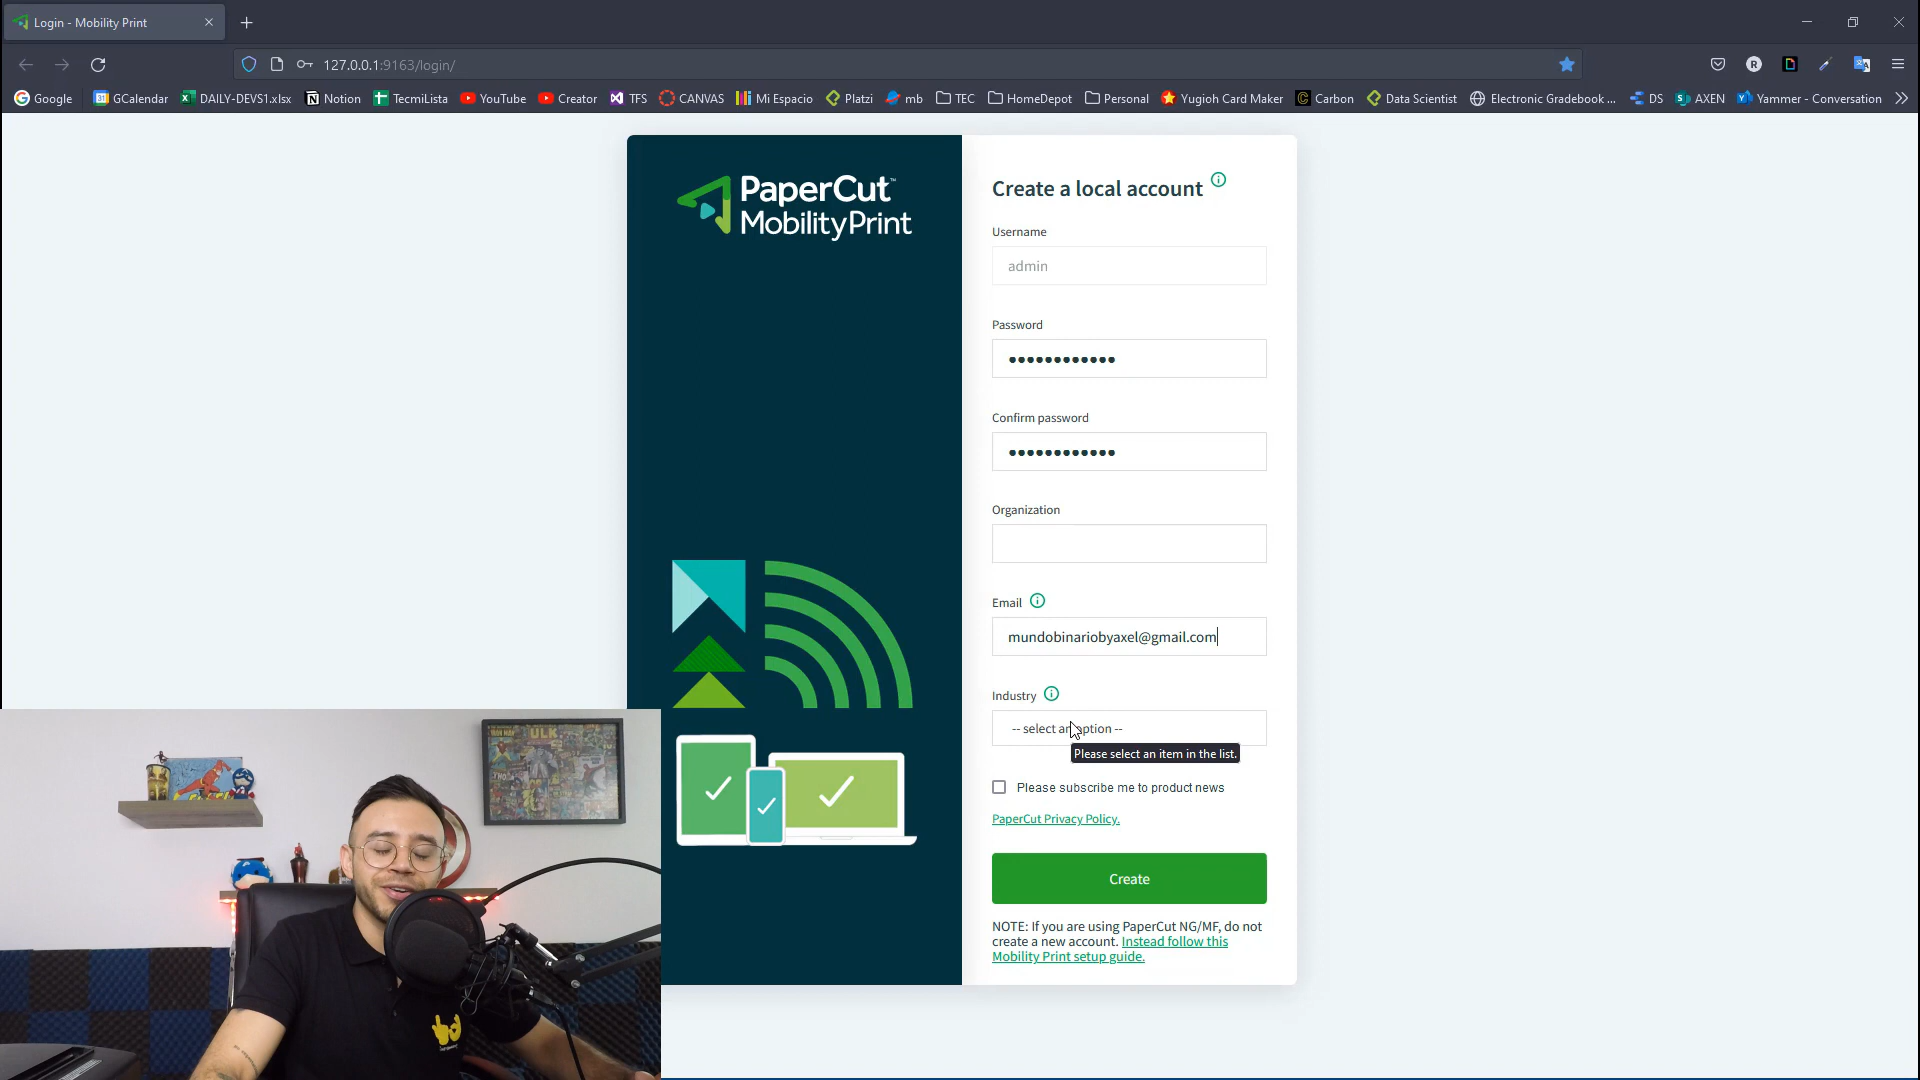 Login - Mobility Print
127.0.0.1:9163/login/
Google
GCalendar
DAILY-DEVS1.xlsx
Notion
TecmiLista
YouTube
Creator
TFS
CANVAS
Mi Espacio
Platzi
mb
TEC
HomeDepot
Personal
Yugioh Card Maker
Carbon
Data Scientist
Electronic Gradebook ...
DS
AXEN
Yammer - Conversation
PaperCut™
MobilityPrint
Create a local account
Username
admin
Password
Confirm password
Organization
Email
mundobinariobyaxel@gmail.com
Industry
-- select an option --
Please select an item in the list.
Please subscribe me to product news
PaperCut Privacy Policy.
Create
NOTE: If you are using PaperCut NG/MF, do not
create a new account. Instead follow this
Mobility Print setup guide.